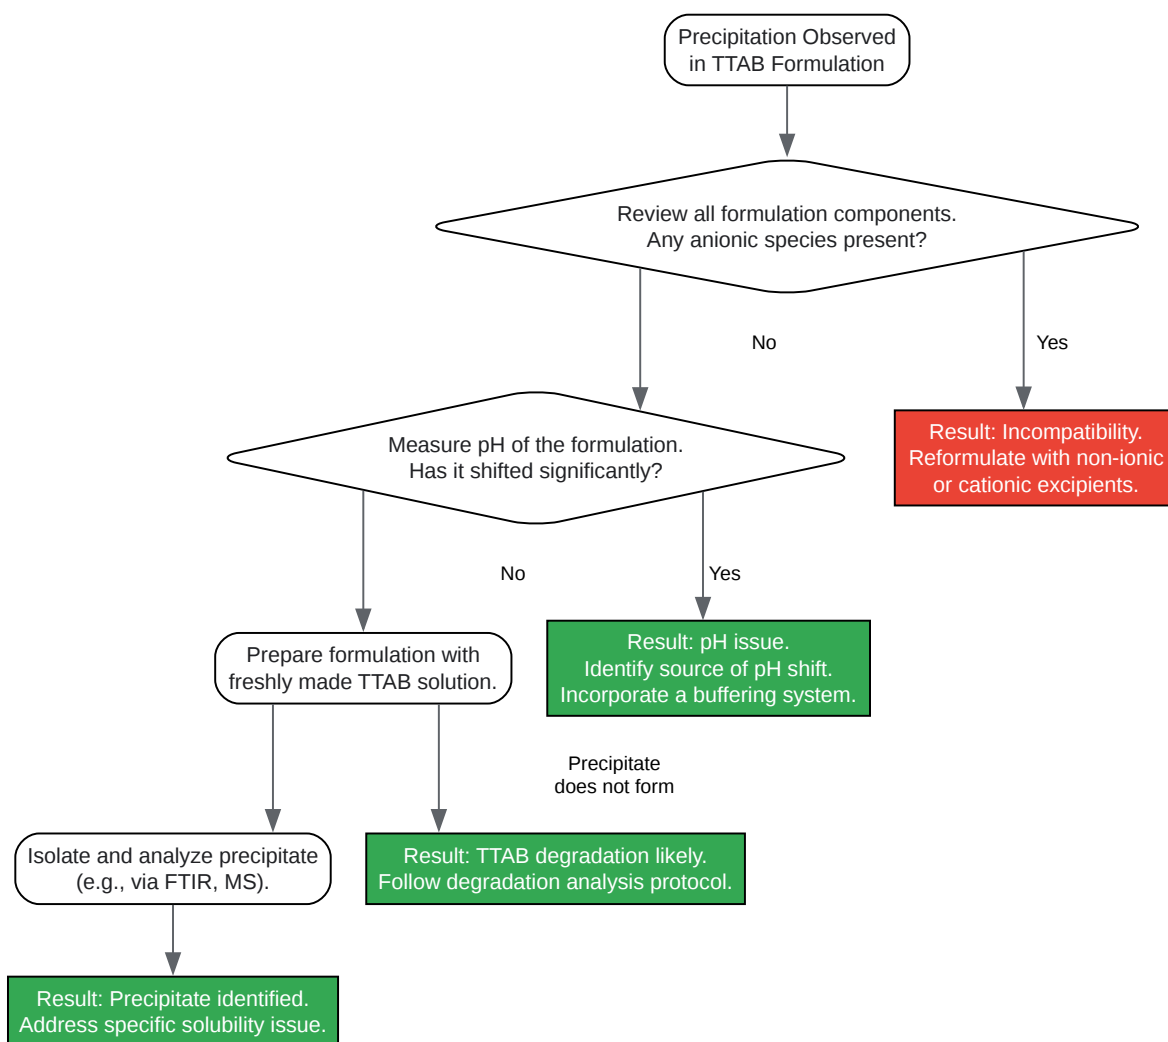 Precipitation Observed
in TTAB Formulation
Review all formulation components.
Any anionic species present?
No
Yes
Measure pH of the formulation.
Has it shifted significantly?
Result: Incompatibility.
Reformulate with non-ionic
or cationic excipients.
No
Yes
Prepare formulation with
freshly made TTAB solution.
Result: pH issue.
Identify source of pH shift.
Incorporate a buffering system.
Precipitate
does not form
Isolate and analyze precipitate
(e.g., via FTIR, MS).
Result: TTAB degradation likely.
Follow degradation analysis protocol.
Result: Precipitate identified.
Address specific solubility issue.